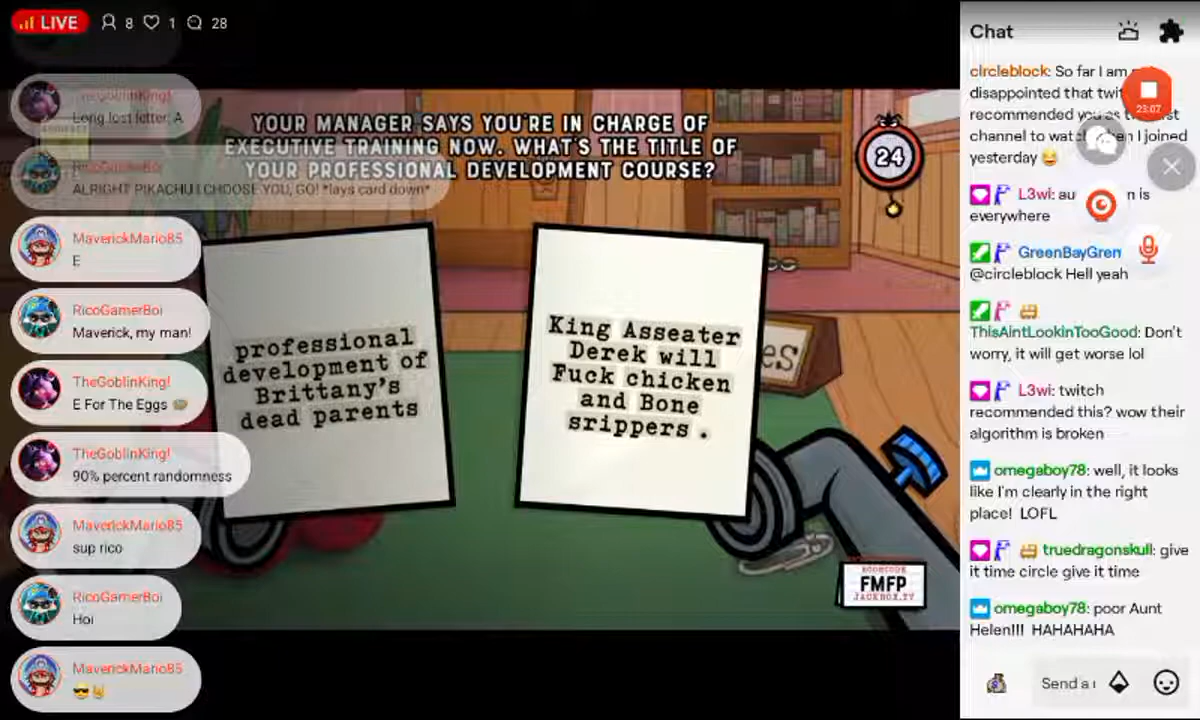 LIVE 8 1 28
TheGoblinKing!
Long lost letter: A
RicoGamerBoi
ALRIGHT PIKACHU I CHOOSE YOU, GO! *lays card down*
MaverickMario85
E
RicoGamerBoi
Maverick, my man!
TheGoblinKing!
E For The Eggs
TheGoblinKing!
90% percent randomness
MaverickMario85
sup rico
RicoGamerBoi
Hoi
MaverickMario85
YOUR MANAGER SAYS YOU'RE IN CHARGE OF
EXECUTIVE TRAINING NOW. WHAT'S THE TITLE OF
YOUR PROFESSIONAL DEVELOPMENT COURSE?
24
professional
development of
Brittany's
dead parents
King Asseater
Derek will
Fuck chicken
and Bone
srippers.
ROOMCODE
FMFP
JACKBOX.TV
Chat
circleblock: So far I am
disappointed that
recommended
channel to
yesterday
23:07
joined
L3wi: is
everywhere
GreenBayGren
@circleblock Hell yeah
ThisAintLookinTooGood: Don't
worry, it will get worse lol
L3wi: twitch
recommended this? wow their
algorithm is broken
omegaboy78: well, it looks
like I'm clearly in the right
place! LOFL
truedragonskull: give
it time circle give it time
omegaboy78: poor Aunt
Helen!!! HAHAHAHA
Send a